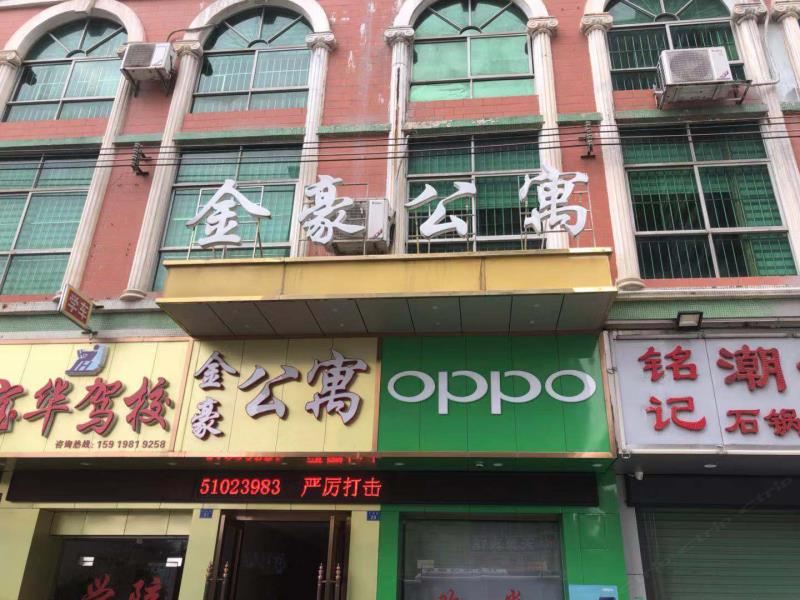 金豪公寓
学车
京华驾校
咨询热线: 159 1981 9258
金豪
公寓
oppo
铭记
潮
石锅
51023983 严厉打击